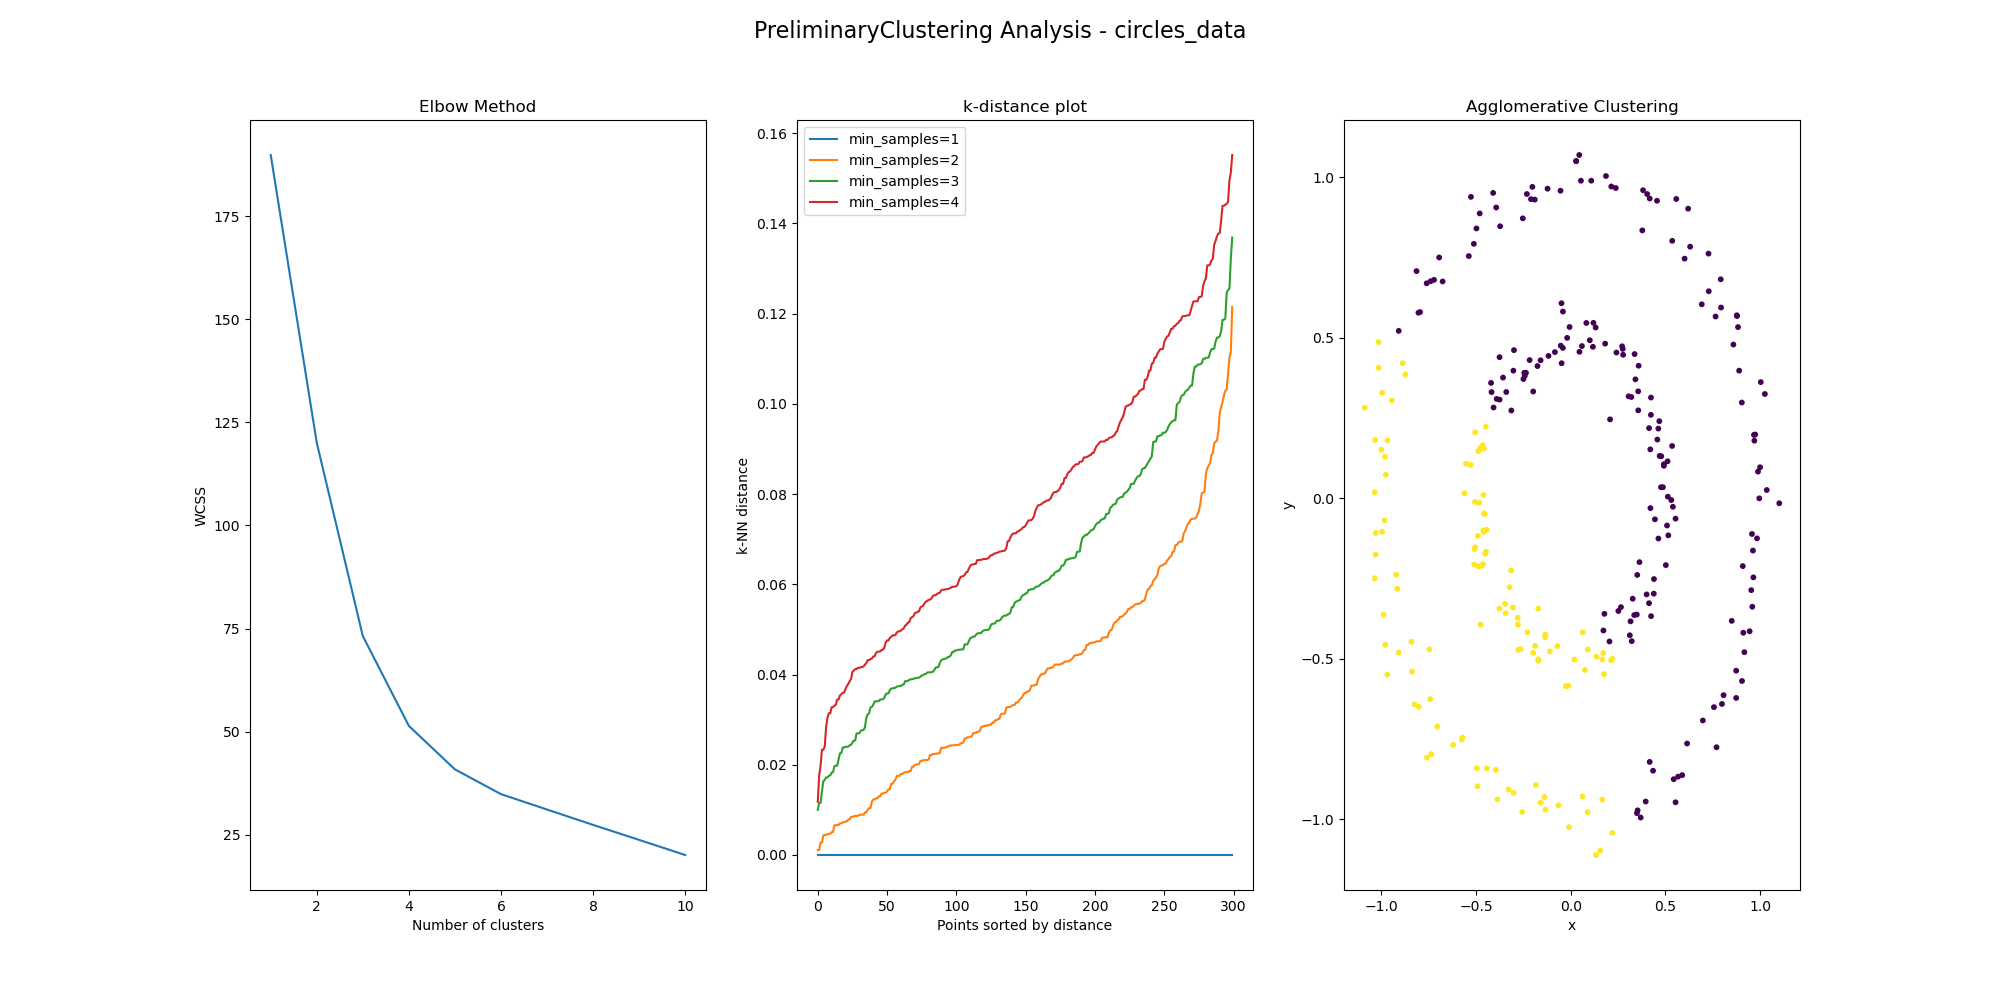 PreliminaryClustering Analysis - circles_data
Elbow Method
WCSS
175
150
125
100
75
50
25
2 4 6 8 10
Number of clusters
k-distance plot
min_samples=1
min_samples=2
min_samples=3
min_samples=4
k-NN distance
0.16
0.14
0.12
0.10
0.08
0.06
0.04
0.02
0.00
0 50 100 150 200 250 300
Points sorted by distance
Agglomerative Clustering
y
1.0
0.5
0.0
−0.5
−1.0
−1.0 −0.5 0.0 0.5 1.0
x